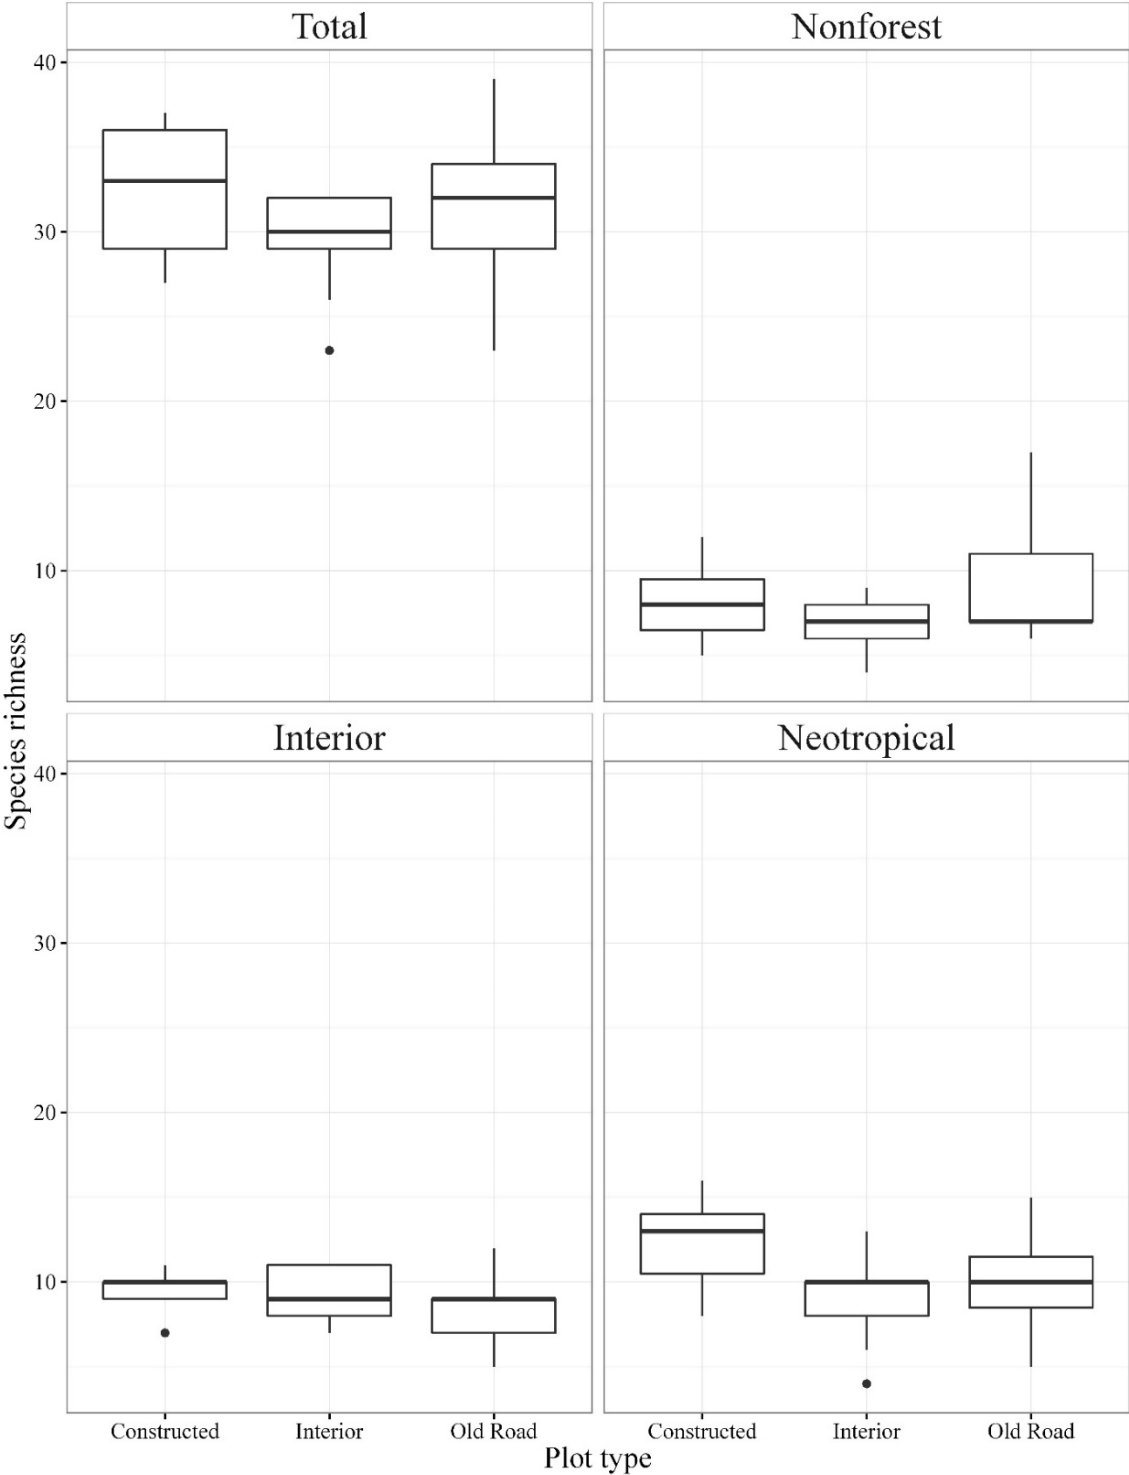 Total
Nonforest
40
30
20
10
Species richness
Interior
Neotropical
40
30
20
10
Constructed
Interior
Old Road
Constructed
Interior
Old Road
Plot type